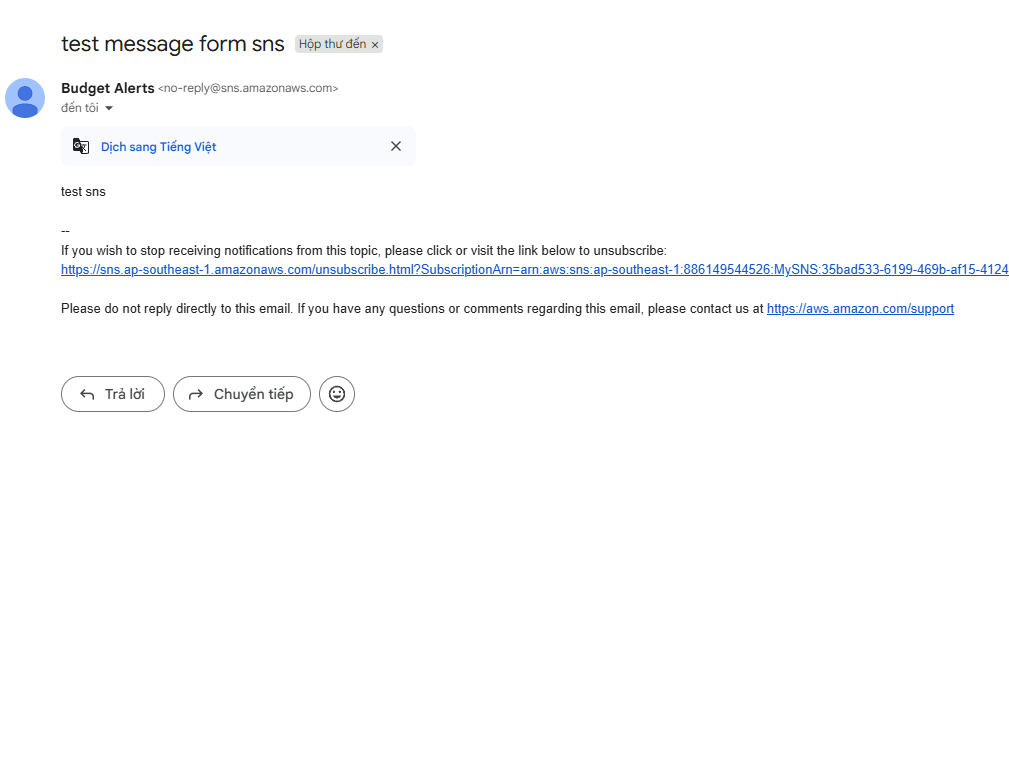 test message form sns Hộp thư đến ×
Budget Alerts <no-reply@sns.amazonaws.com>
đến tôi
Dịch sang Tiếng Việt
test sns
--
If you wish to stop receiving notifications from this topic, please click or visit the link below to unsubscribe:
https://sns.ap-southeast-1.amazonaws.com/unsubscribe.html?SubscriptionArn=arn:aws:sns:ap-southeast-1:886149544526:MySNS:35bad533-6199-469b-af15-4124
Please do not reply directly to this email. If you have any questions or comments regarding this email, please contact us at https://aws.amazon.com/support
Trả lời
Chuyển tiếp